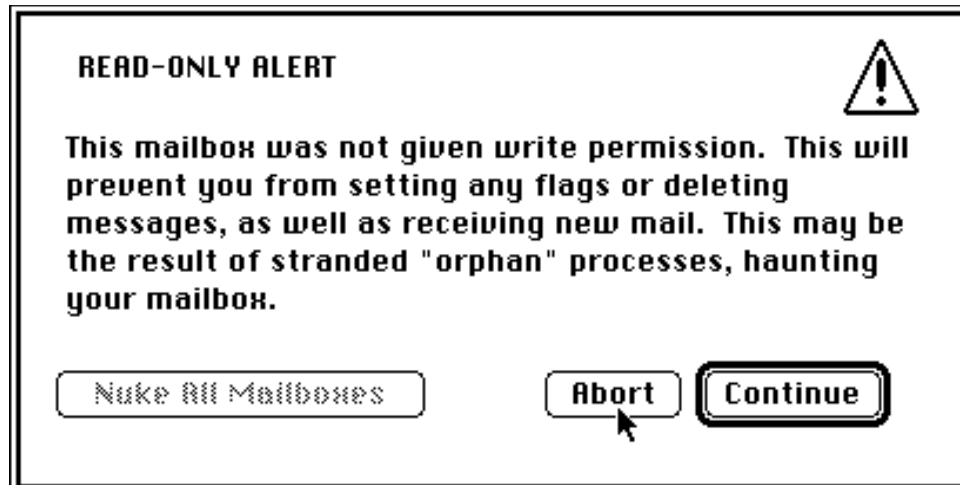 READ-ONLY ALERT
This mailbox was not given write permission.  This will
prevent you from setting any flags or deleting
messages, as well as receiving new mail.  This may be
the result of stranded "orphan" processes, haunting
your mailbox.
Nuke All Mailboxes Abort Continue